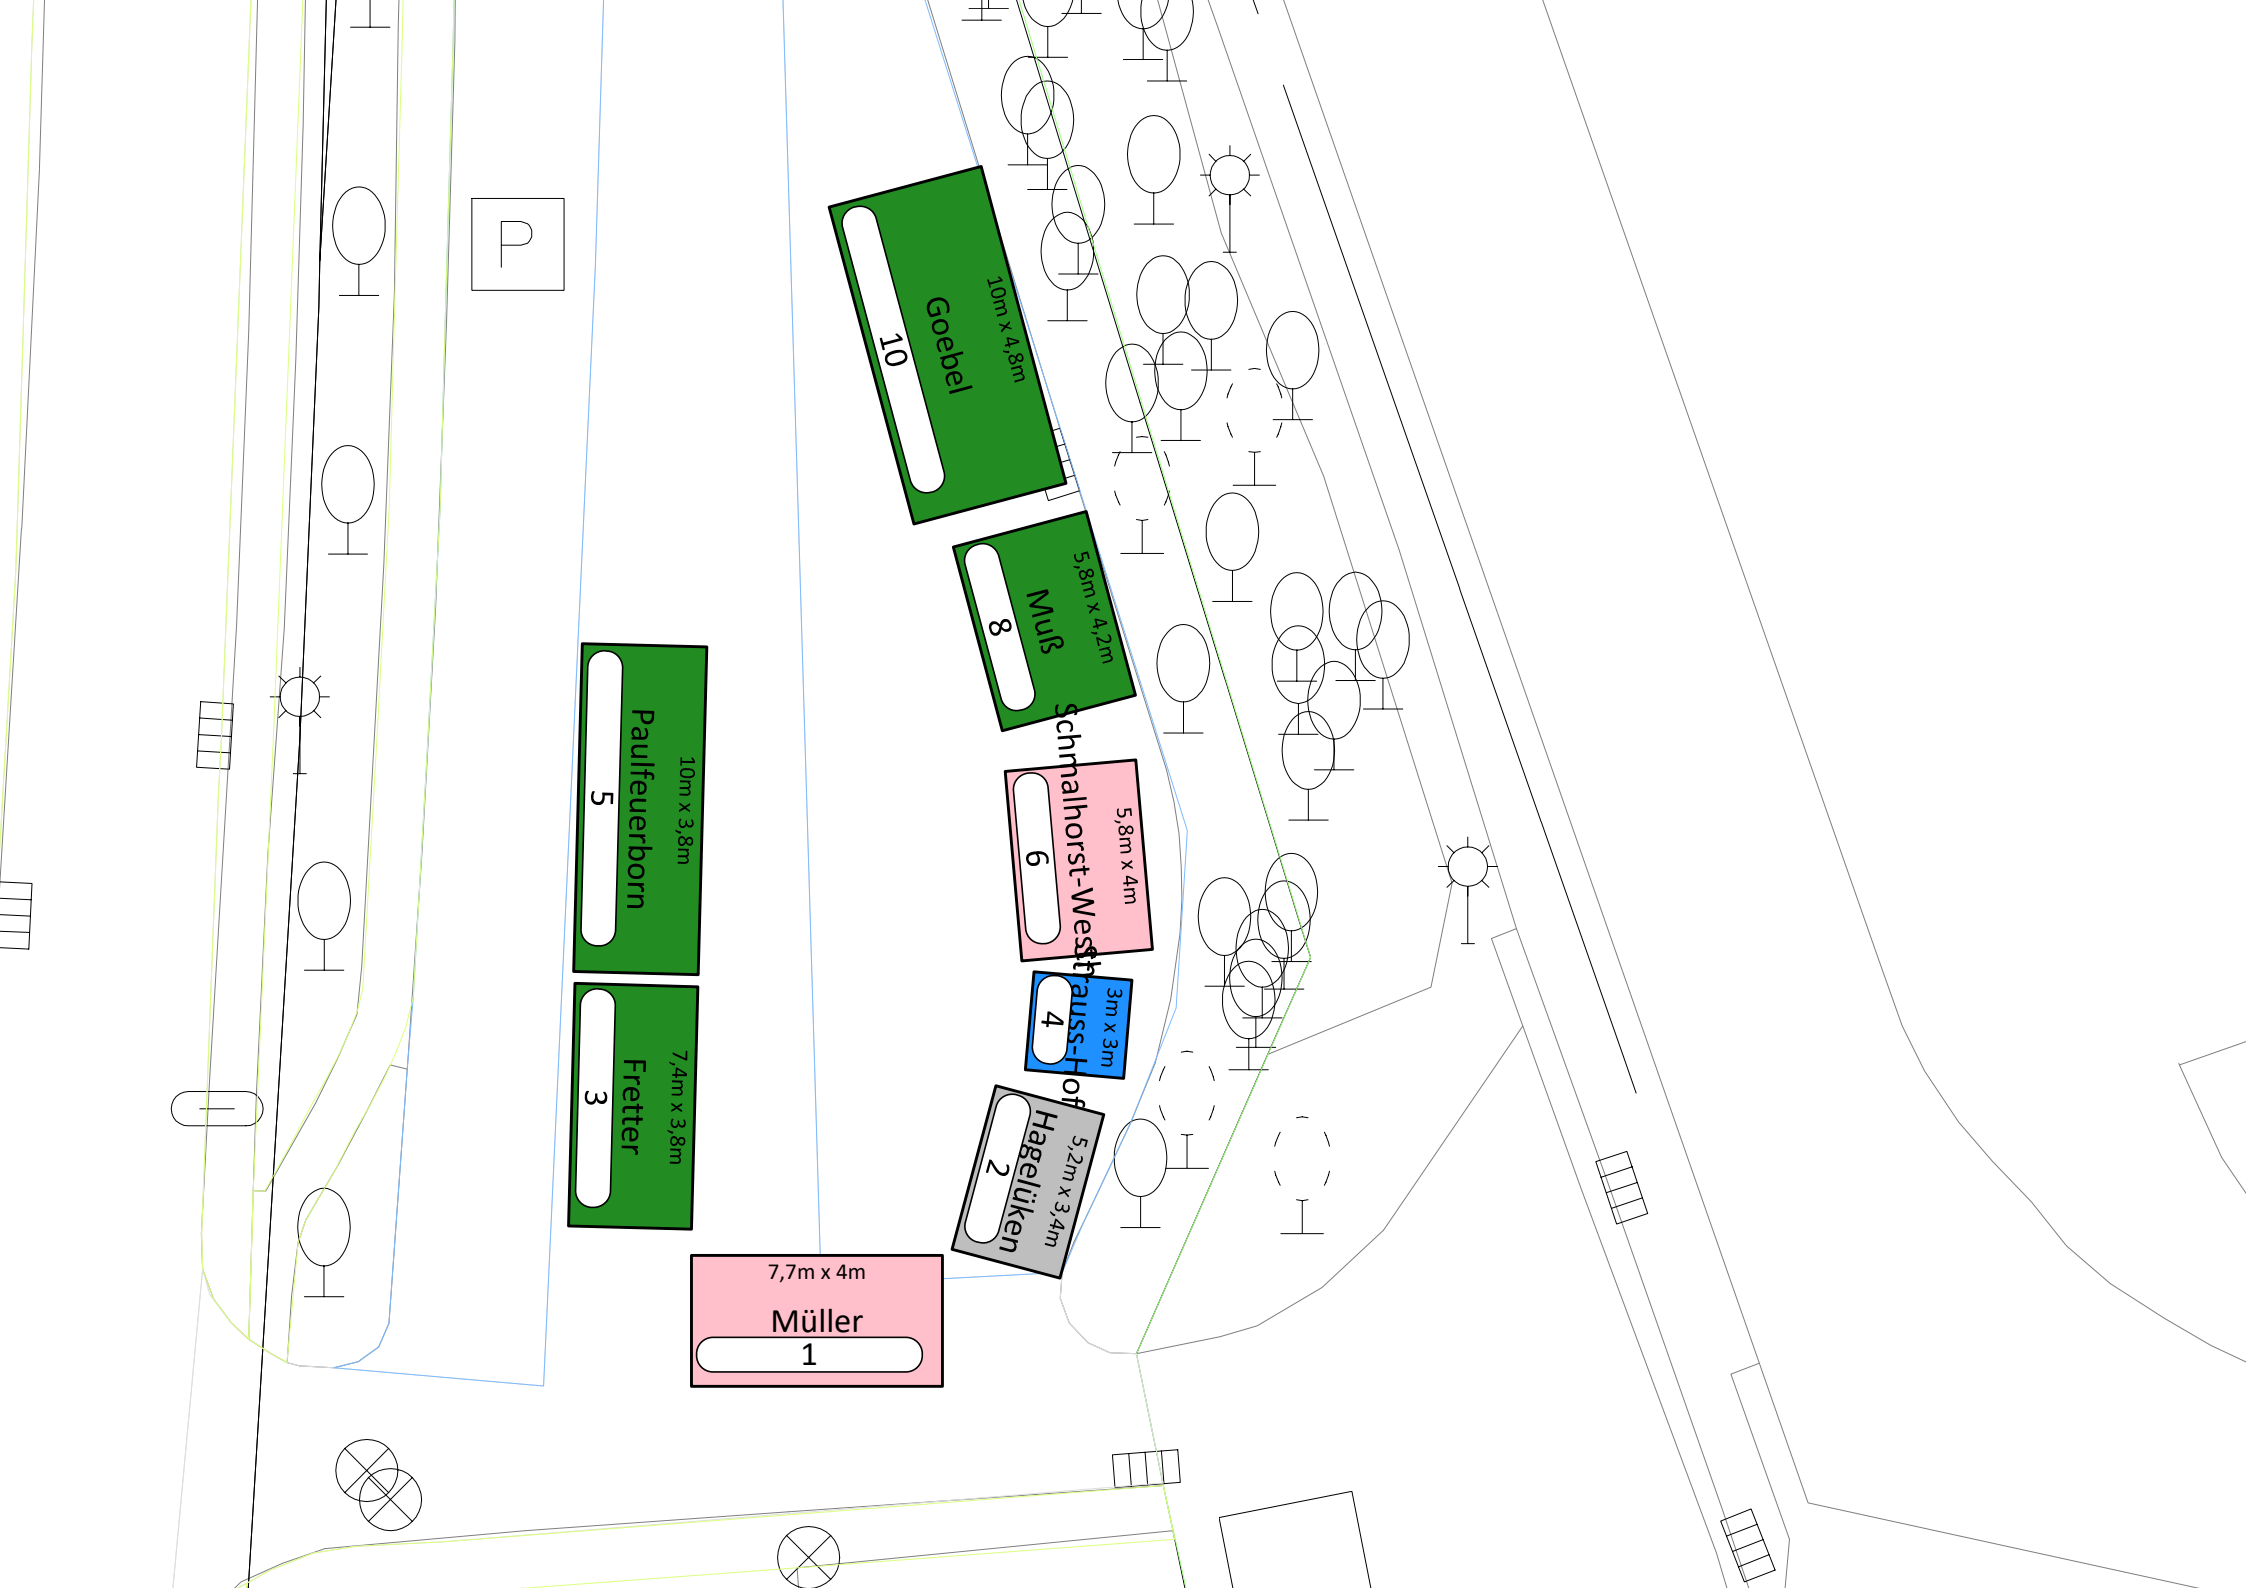 P
10m x 4,8m
Goebel
10
5,8m x 4,2m
Muß
8
10m x 3,8m
Paulfeuerborn
5
5,8m x 4m
Schmalhorst-West
6
3m x 3m
Strauss-Hof
4
7,4m x 3,8m
Fretter
3
5,2m x 3,4m
Hagelüken
2
7,7m x 4m
Müller
1